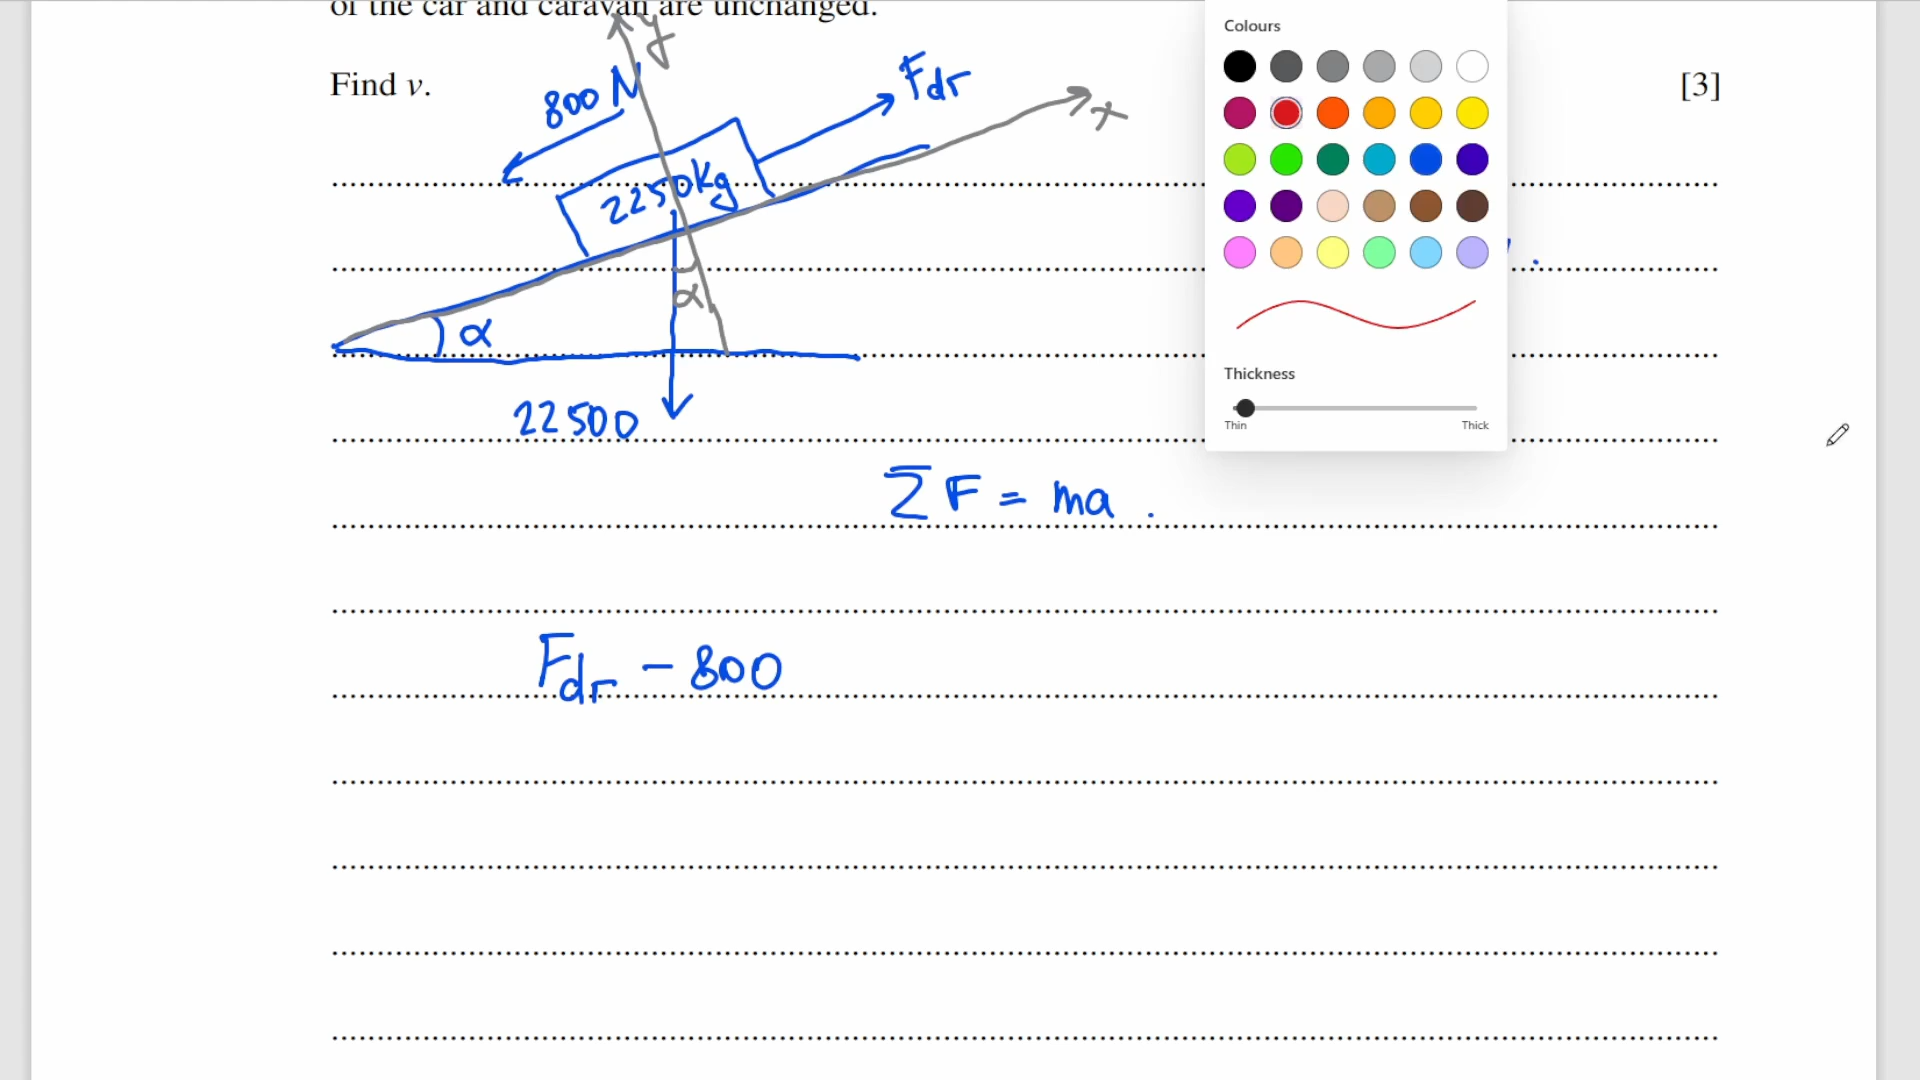 of the car and caravan are unchanged.
Find v.
[3]
y
800 N
Fdr
x
2250kg
α
α
22500
ΣF = ma .
Fdr - 800
Colours
Thickness
Thin
Thick